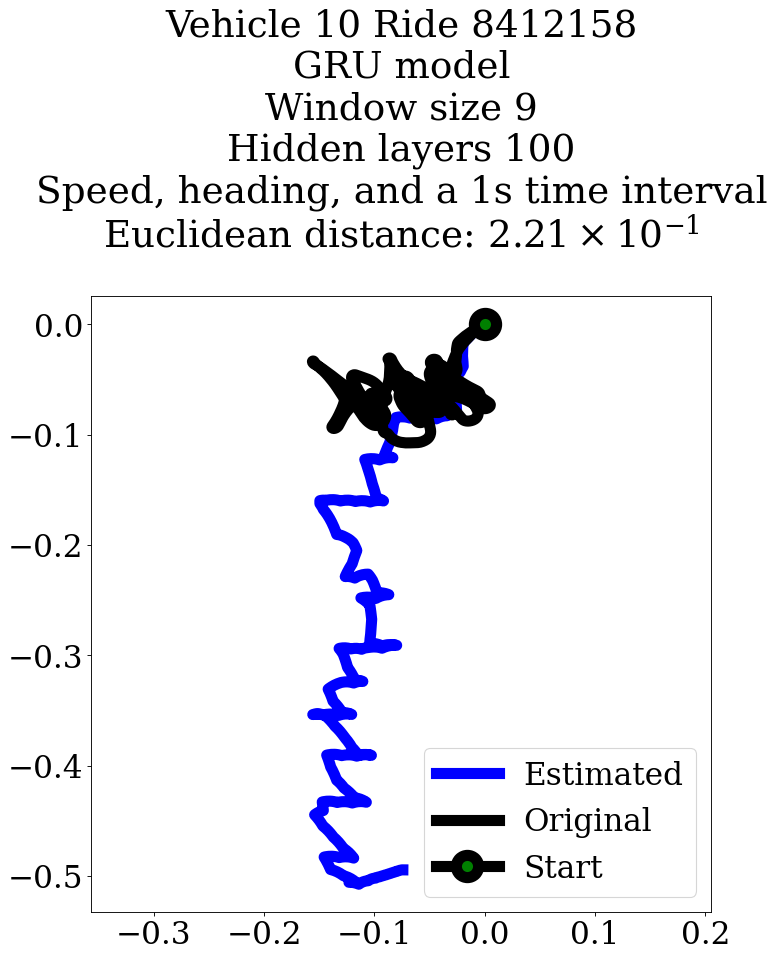 Vehicle 10 Ride 8412158
GRU model
Window size 9
Hidden layers 100
Speed, heading, and a 1s time interval
Euclidean distance: 2.21 × 10⁻¹
0.0
−0.1
−0.2
−0.3
−0.4
−0.5
Estimated
Original
Start
−0.3 −0.2 −0.1 0.0 0.1 0.2